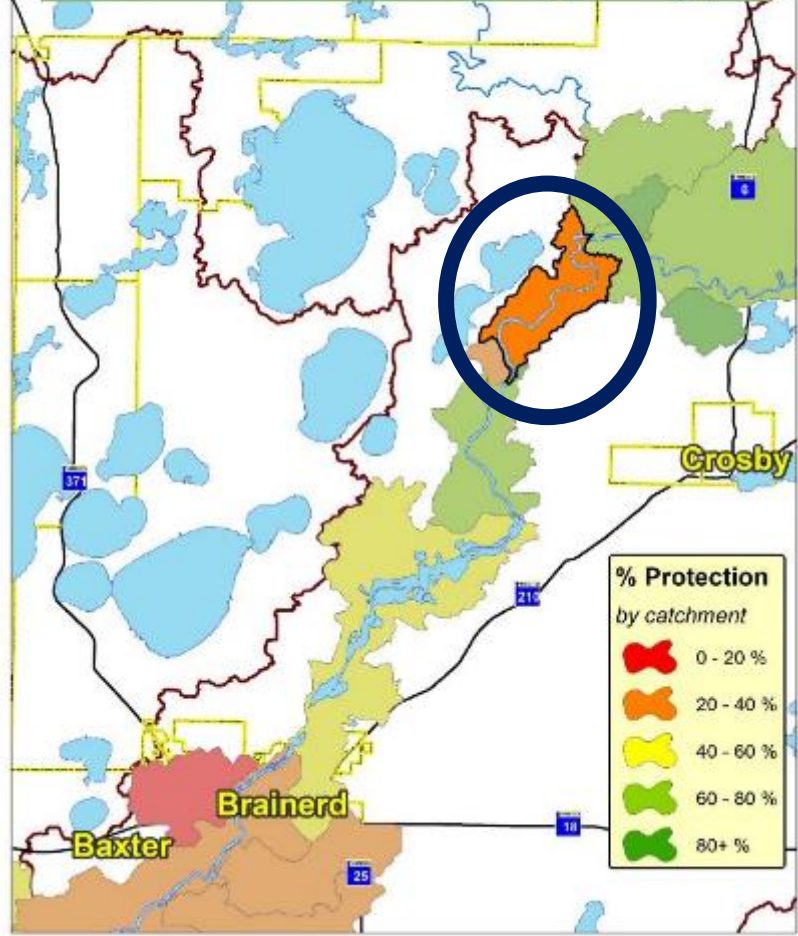 6
371
Crosby
210
% Protection
by catchment
0 - 20 %
20 - 40 %
40 - 60 %
60 - 80 %
80+ %
Brainerd
Baxter
18
25